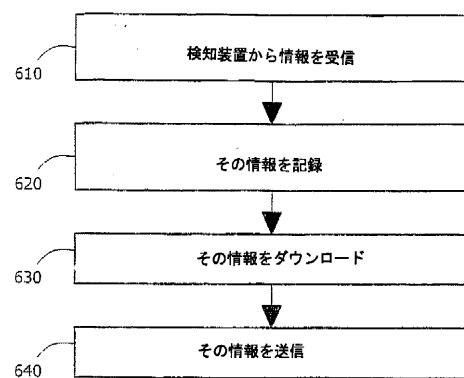 検知装置から情報を受信
610
その情報を記録
620
その情報をダウンロード
630
その情報を送信
640